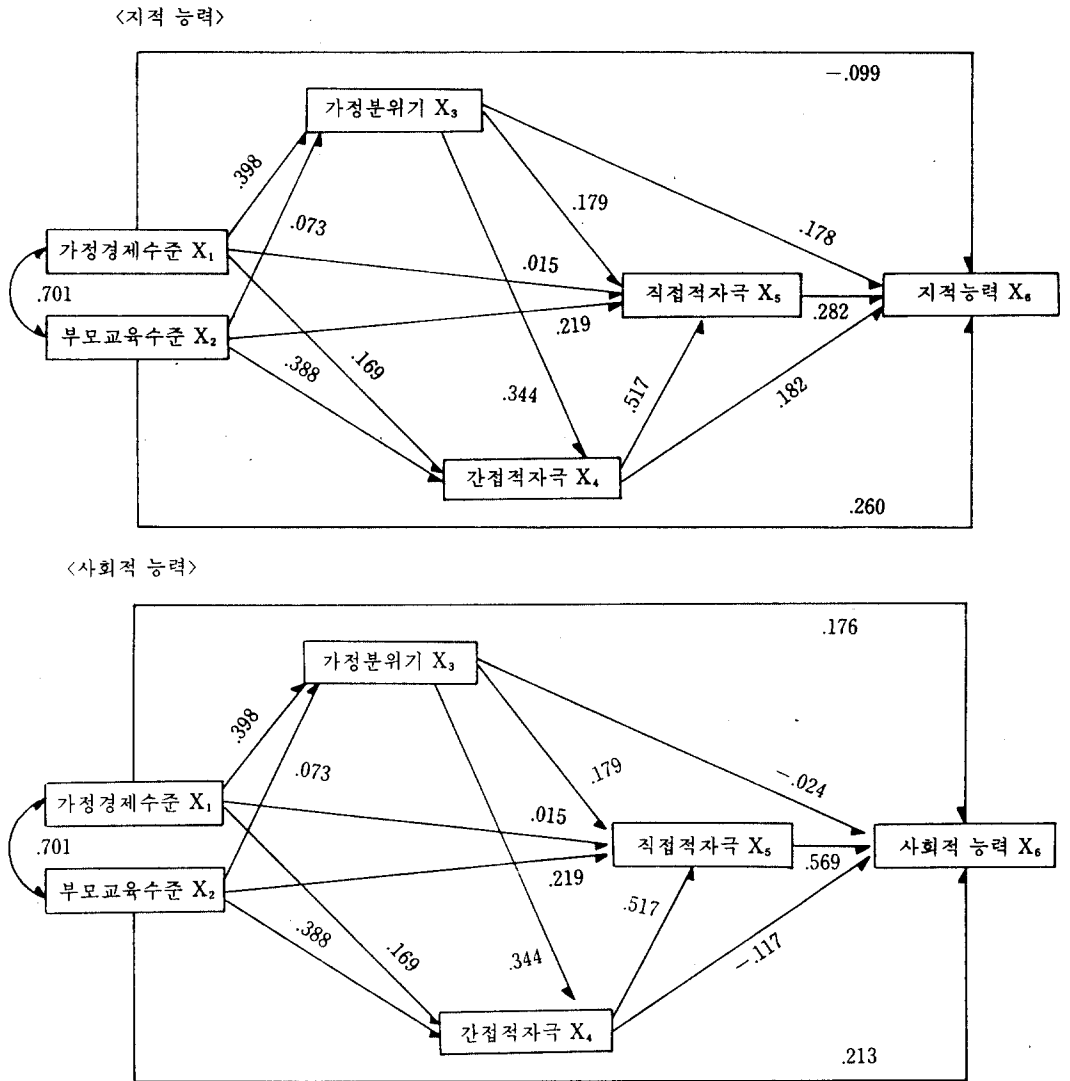 〈지적 능력〉
-.099
가정분위기 X₃
.398
.179
.073
.178
가정경제수준 X₁
.015
.701
직접적자극 X₅
지적능력 X₆
.282
부모교육수준 X₂
.219
.388
.169
.344
.517
.182
간접적자극 X₄
.260
〈사회적 능력〉
.176
가정분위기 X₃
.398
.179
.073
-.024
가정경제수준 X₁
.015
.701
직접적자극 X₅
사회적 능력 X₆
.569
부모교육수준 X₂
.219
.388
.169
.517
.344
-.117
간접적자극 X₄
.213